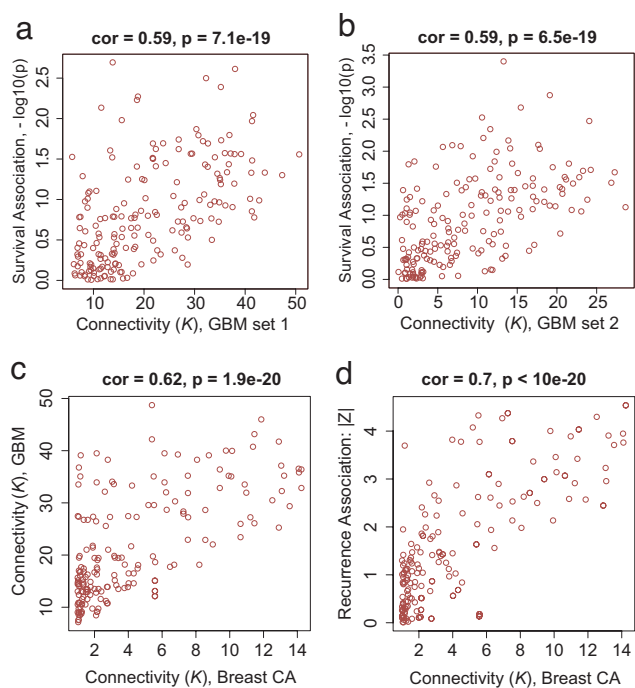 a
cor = 0.59, p = 7.1e-19
Survival Association, - log10(p)
0.0 0.5 1.0 1.5 2.0 2.5
10 20 30 40 50
Connectivity (K), GBM set 1
b
cor = 0.59, p = 6.5e-19
Survival Association, - log10(p)
0.0 0.5 1.0 1.5 2.0 2.5 3.0 3.5
0 5 10 15 20 25
Connectivity (K), GBM set 2
c
cor = 0.62, p = 1.9e-20
Connectivity (K), GBM
10 20 30 40 50
2 4 6 8 10 12 14
Connectivity (K), Breast CA
d
cor = 0.7, p < 10e-20
Recurrence Association: |Z|
0 1 2 3 4
2 4 6 8 10 12 14
Connectivity (K), Breast CA